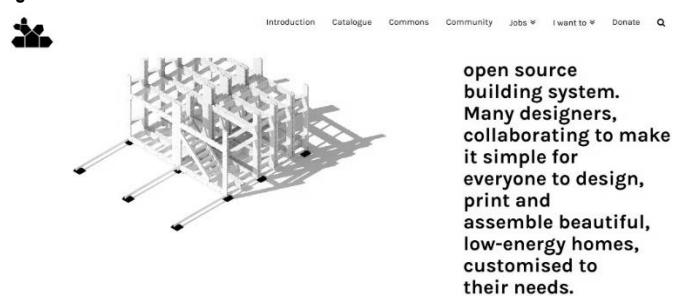 Introduction Catalogue Commons Community Jobs I want to Donate
open source
building system.
Many designers,
collaborating to make
it simple for
everyone to design,
print and
assemble beautiful,
low-energy homes,
customised to
their needs.